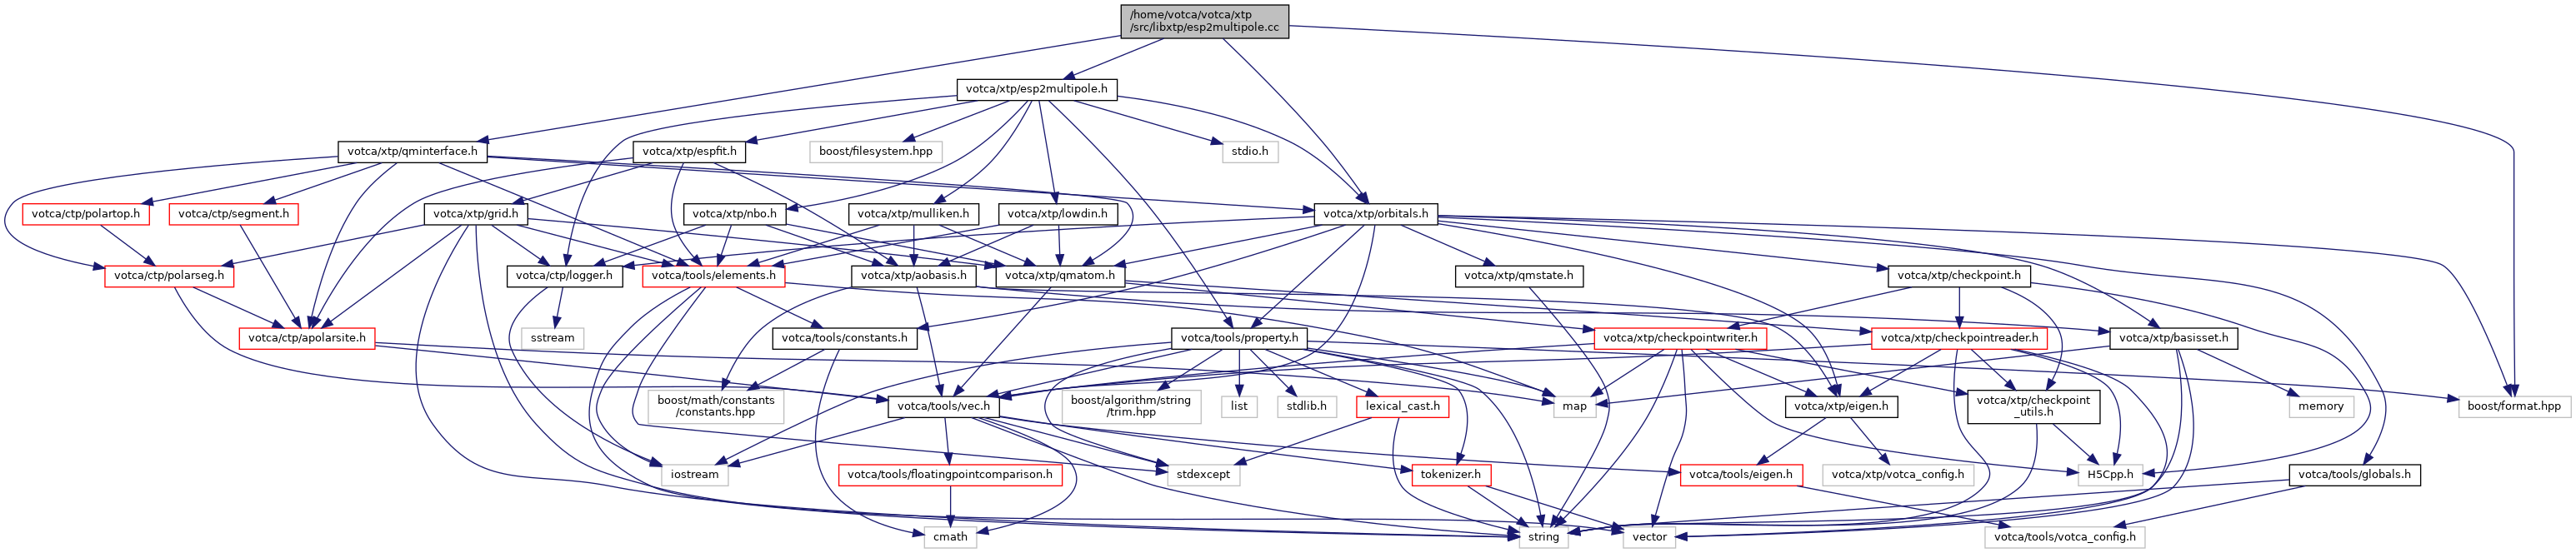 /home/votca/votca/xtp
/src/libxtp/esp2multipole.cc
votca/xtp/esp2multipole.h
votca/xtp/qminterface.h
votca/xtp/espfit.h
boost/filesystem.hpp
stdio.h
votca/ctp/polartop.h
votca/ctp/segment.h
votca/xtp/grid.h
votca/xtp/nbo.h
votca/xtp/mulliken.h
votca/xtp/lowdin.h
votca/xtp/orbitals.h
votca/ctp/polarseg.h
votca/ctp/logger.h
votca/tools/elements.h
votca/xtp/aobasis.h
votca/xtp/qmatom.h
votca/xtp/qmstate.h
votca/xtp/checkpoint.h
votca/ctp/apolarsite.h
sstream
votca/tools/constants.h
votca/tools/property.h
votca/xtp/checkpointwriter.h
votca/xtp/checkpointreader.h
votca/xtp/basisset.h
boost/math/constants
/constants.hpp
votca/tools/vec.h
boost/algorithm/string
/trim.hpp
list
stdlib.h
lexical_cast.h
map
votca/xtp/eigen.h
votca/xtp/checkpoint
_utils.h
memory
boost/format.hpp
iostream
votca/tools/floatingpointcomparison.h
stdexcept
tokenizer.h
votca/tools/eigen.h
votca/xtp/votca_config.h
H5Cpp.h
votca/tools/globals.h
cmath
string
vector
votca/tools/votca_config.h